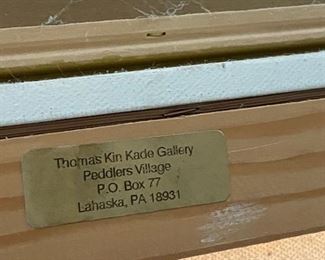 Thomas Kin Kade Gallery
Peddlers Village
P.O. Box 77
Lahaska, PA 18931